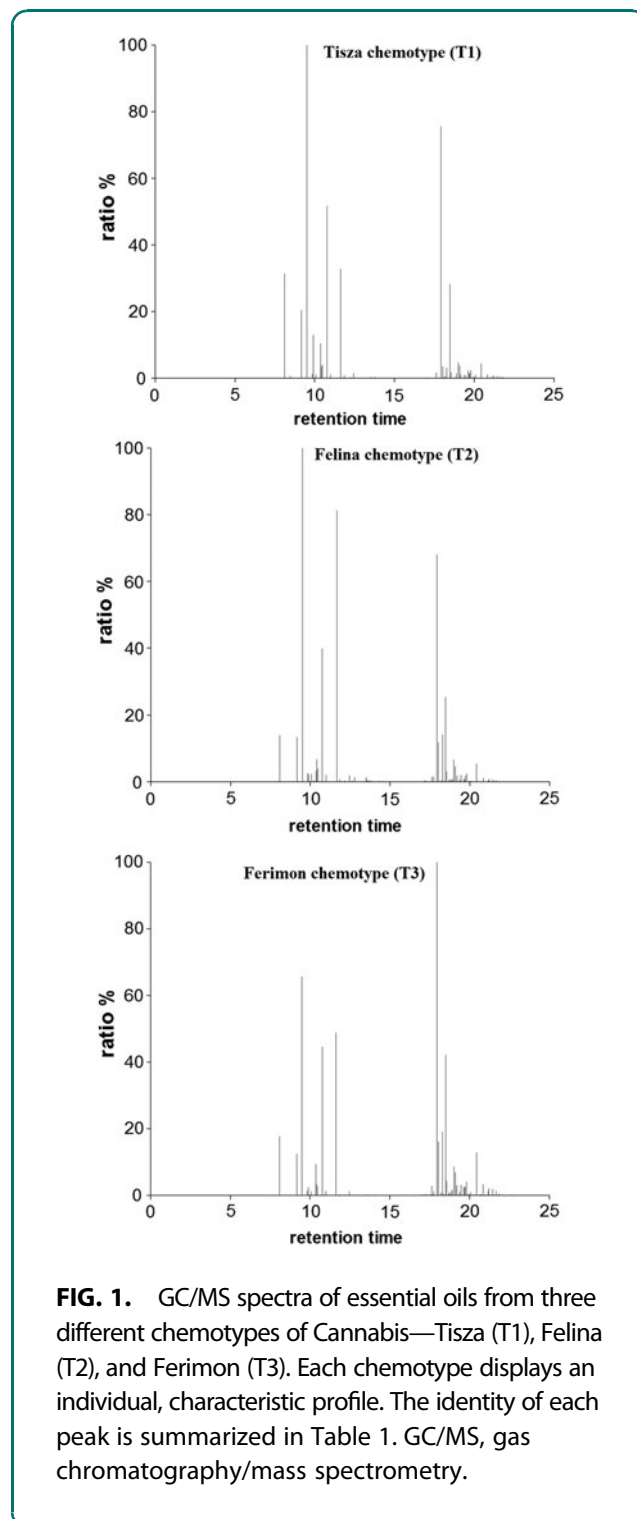 Tisza chemotype (T1)
100
80
60
40
20
0
ratio %
0 5 10 15 20 25
retention time
Felina chemotype (T2)
100
80
60
40
20
0
ratio %
0 5 10 15 20 25
retention time
Ferimon chemotype (T3)
100
80
60
40
20
0
ratio %
0 5 10 15 20 25
retention time
FIG. 1. GC/MS spectra of essential oils from three
different chemotypes of Cannabis—Tisza (T1), Felina
(T2), and Ferimon (T3). Each chemotype displays an
individual, characteristic profile. The identity of each
peak is summarized in Table 1. GC/MS, gas
chromatography/mass spectrometry.